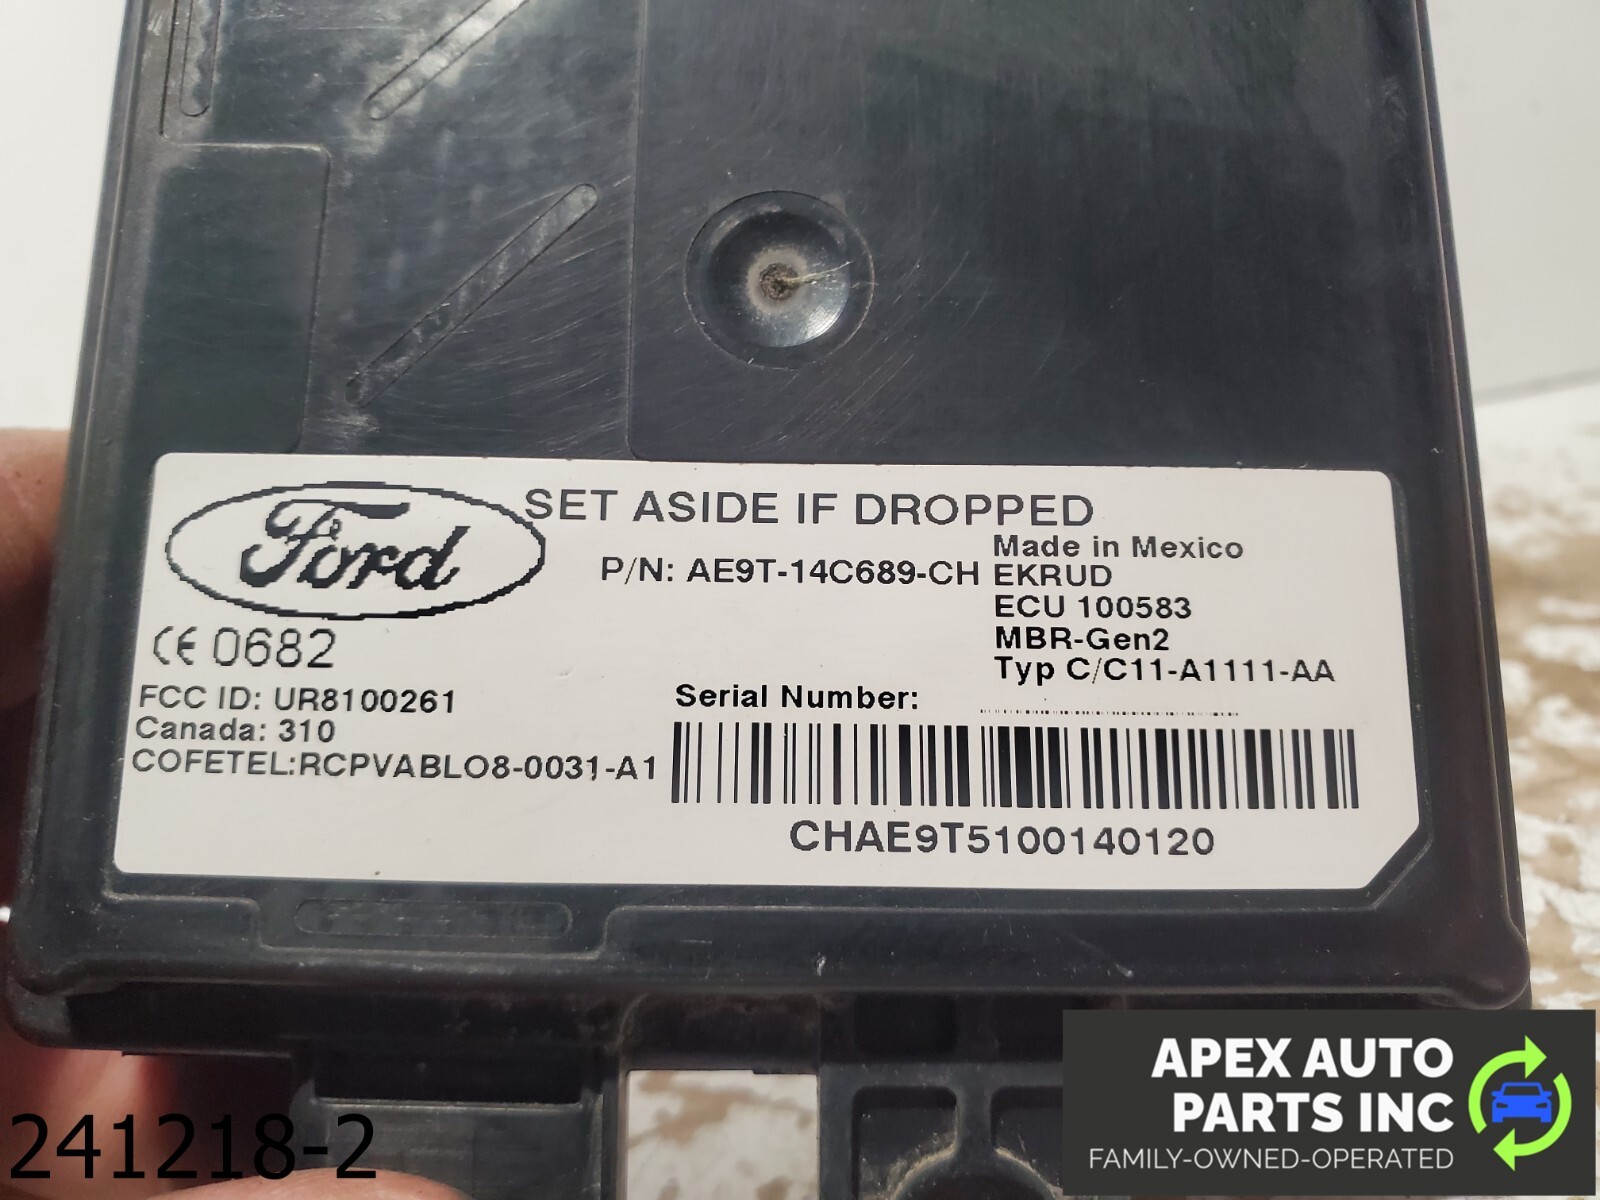 SET ASIDE IF DROPPED
Ford
P/N: AE9T-14C689-CH
Made in Mexico
EKRUD
ECU 100583
MBR-Gen2
Typ C/C11-A1111-AA
CE 0682
FCC ID: UR8100261
Canada: 310
COFETEL:RCPVABLO8-0031-A1
Serial Number:
CHAE9T5100140120
241218-2
APEX AUTO
PARTS INC
FAMILY-OWNED-OPERATED